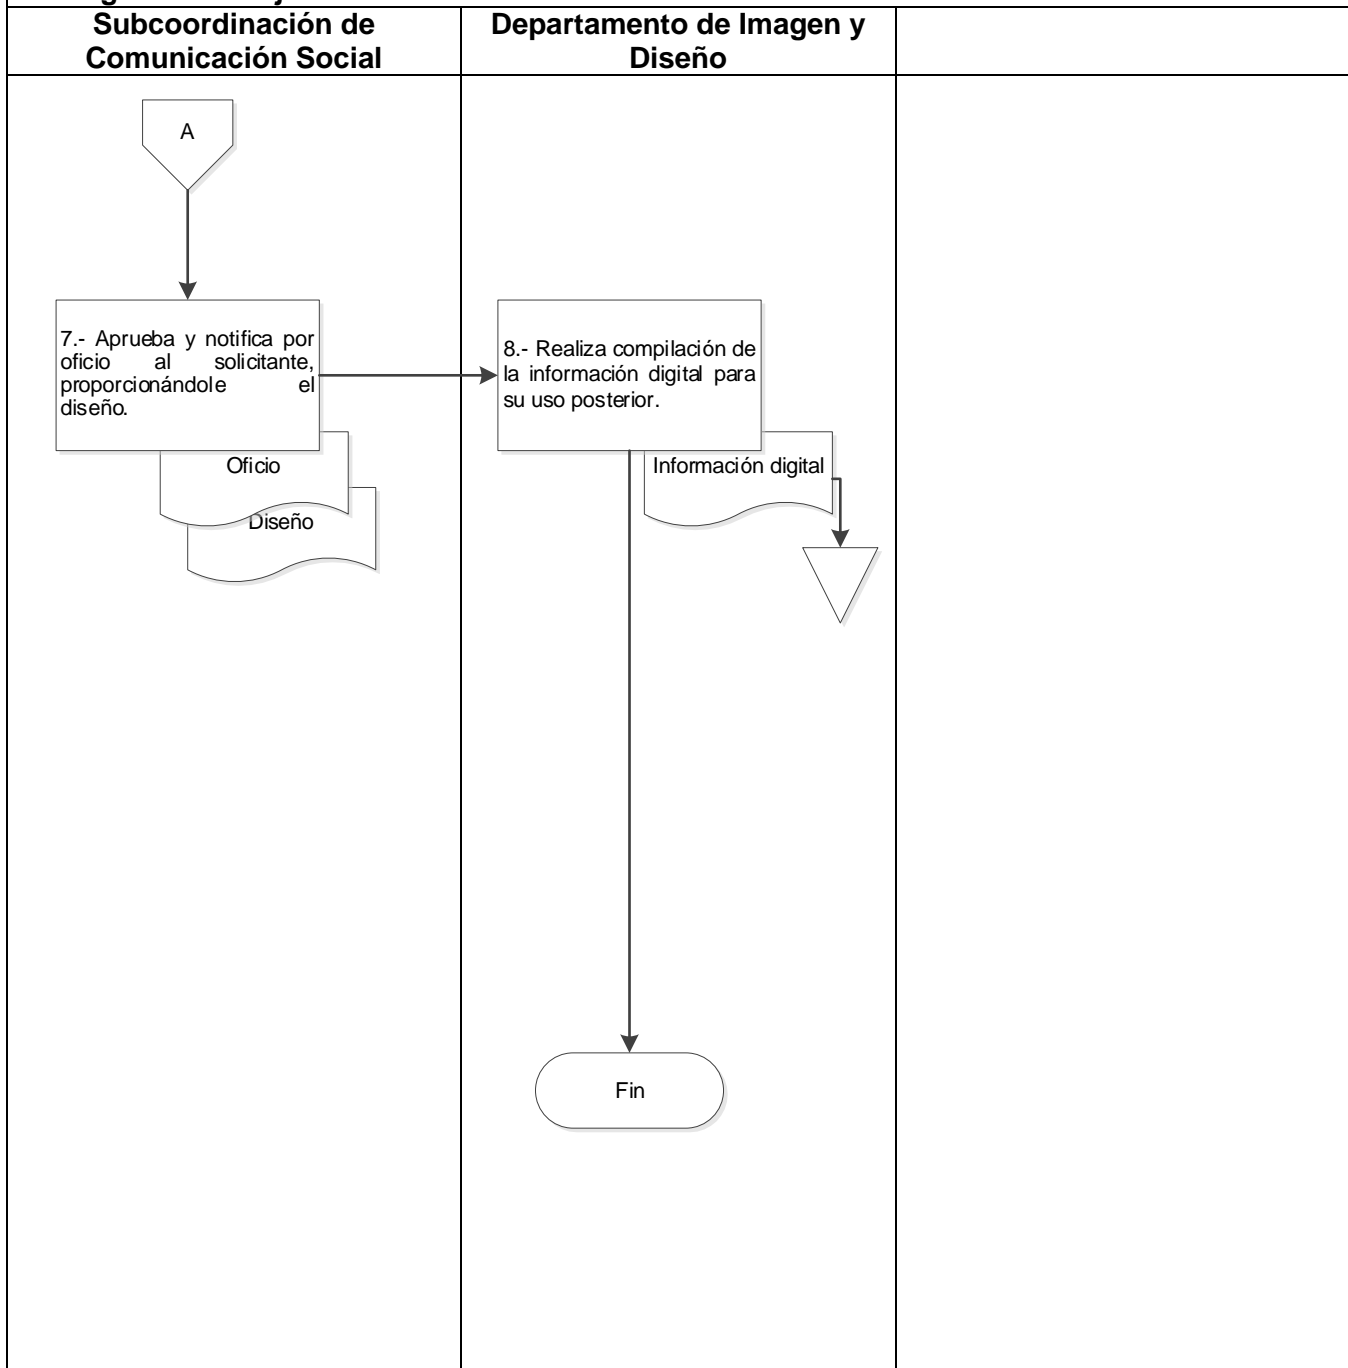 Subcoordinación de
Comunicación Social
Departamento de Imagen y
Diseño
A
7.- Aprueba y notifica por
oficio al solicitante,
proporcionándole el
diseño.
Oficio
Diseño
8.- Realiza compilación de
la información digital para
su uso posterior.
Información digital
Fin